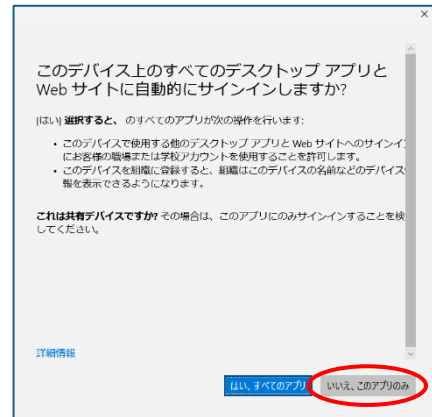 このデバイス上のすべてのデスクトップ アプリと
Web サイトに自動的にサインインしますか?
[はい] 選択すると、 のすべてのアプリが次の操作を行います:
• このデバイスで使用する他のデスクトップ アプリと Web サイトへのサインイ
にお客様の職場または学校アカウントを使用することを許可します。
• このデバイスを組織に登録すると、組織はこのデバイスの名前などのデバイス
報を表示できるようになります。
これは共有デバイスですか? その場合は、このアプリにのみサインインすることを検
してください。
詳細情報
はい、すべてのアプリ
いいえ、このアプリのみ